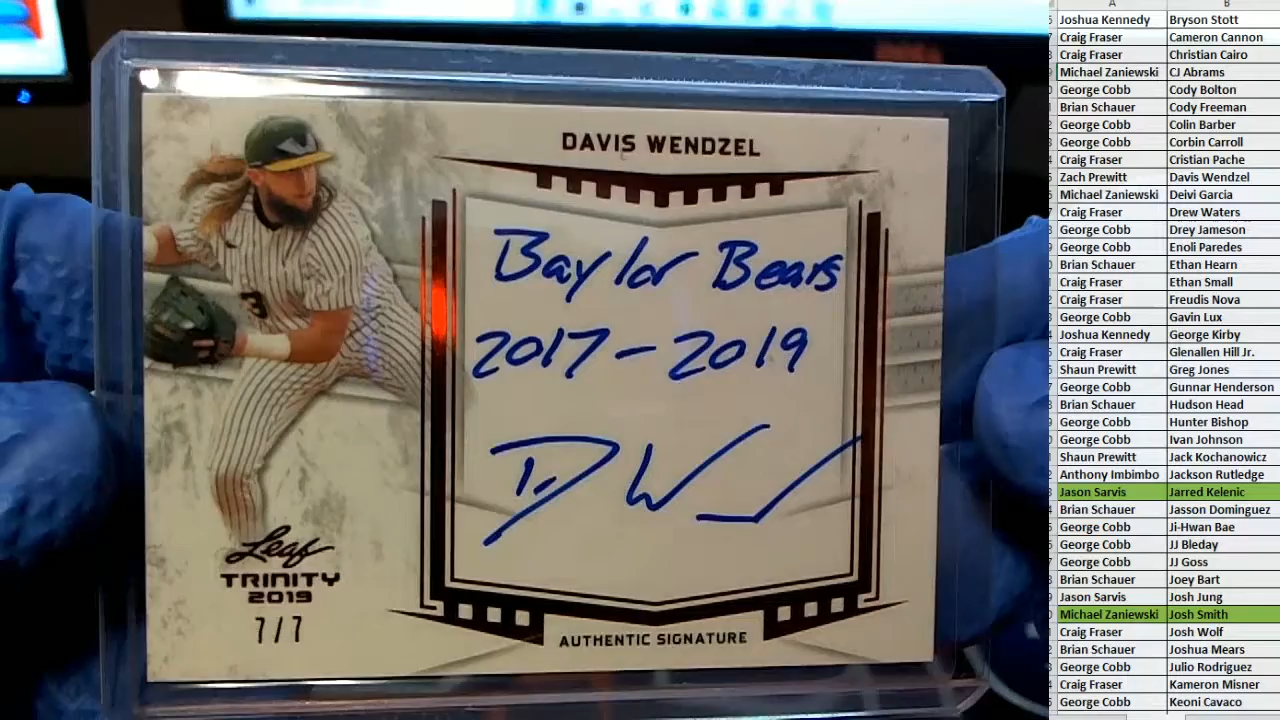 DAVIS WENDZEL
Baylor Bears
2017 - 2019
D. W
3
Leaf
TRINITY
2019
7/7
AUTHENTIC SIGNATURE
A B
Joshua Kennedy Bryson Stott
Craig Fraser Cameron Cannon
Craig Fraser Christian Cairo
Michael Zaniewski CJ Abrams
George Cobb Cody Bolton
Brian Schauer Cody Freeman
George Cobb Colin Barber
George Cobb Corbin Carroll
Craig Fraser Cristian Pache
Zach Prewitt Davis Wendzel
Michael Zaniewski Deivi Garcia
Craig Fraser Drew Waters
George Cobb Drey Jameson
George Cobb Enoli Paredes
Brian Schauer Ethan Hearn
Craig Fraser Ethan Small
Craig Fraser Freudis Nova
George Cobb Gavin Lux
Joshua Kennedy George Kirby
Craig Fraser Glenallen Hill Jr.
Shaun Prewitt Greg Jones
George Cobb Gunnar Henderson
Brian Schauer Hudson Head
George Cobb Hunter Bishop
George Cobb Ivan Johnson
Shaun Prewitt Jack Kochanowicz
Anthony Imbimbo Jackson Rutledge
Jason Sarvis Jarred Kelenic
Brian Schauer Jasson Dominguez
George Cobb Ji-Hwan Bae
George Cobb JJ Bleday
George Cobb JJ Goss
Brian Schauer Joey Bart
Jason Sarvis Josh Jung
Michael Zaniewski Josh Smith
Craig Fraser Josh Wolf
Brian Schauer Joshua Mears
George Cobb Julio Rodriguez
Craig Fraser Kameron Misner
George Cobb Keoni Cavaco